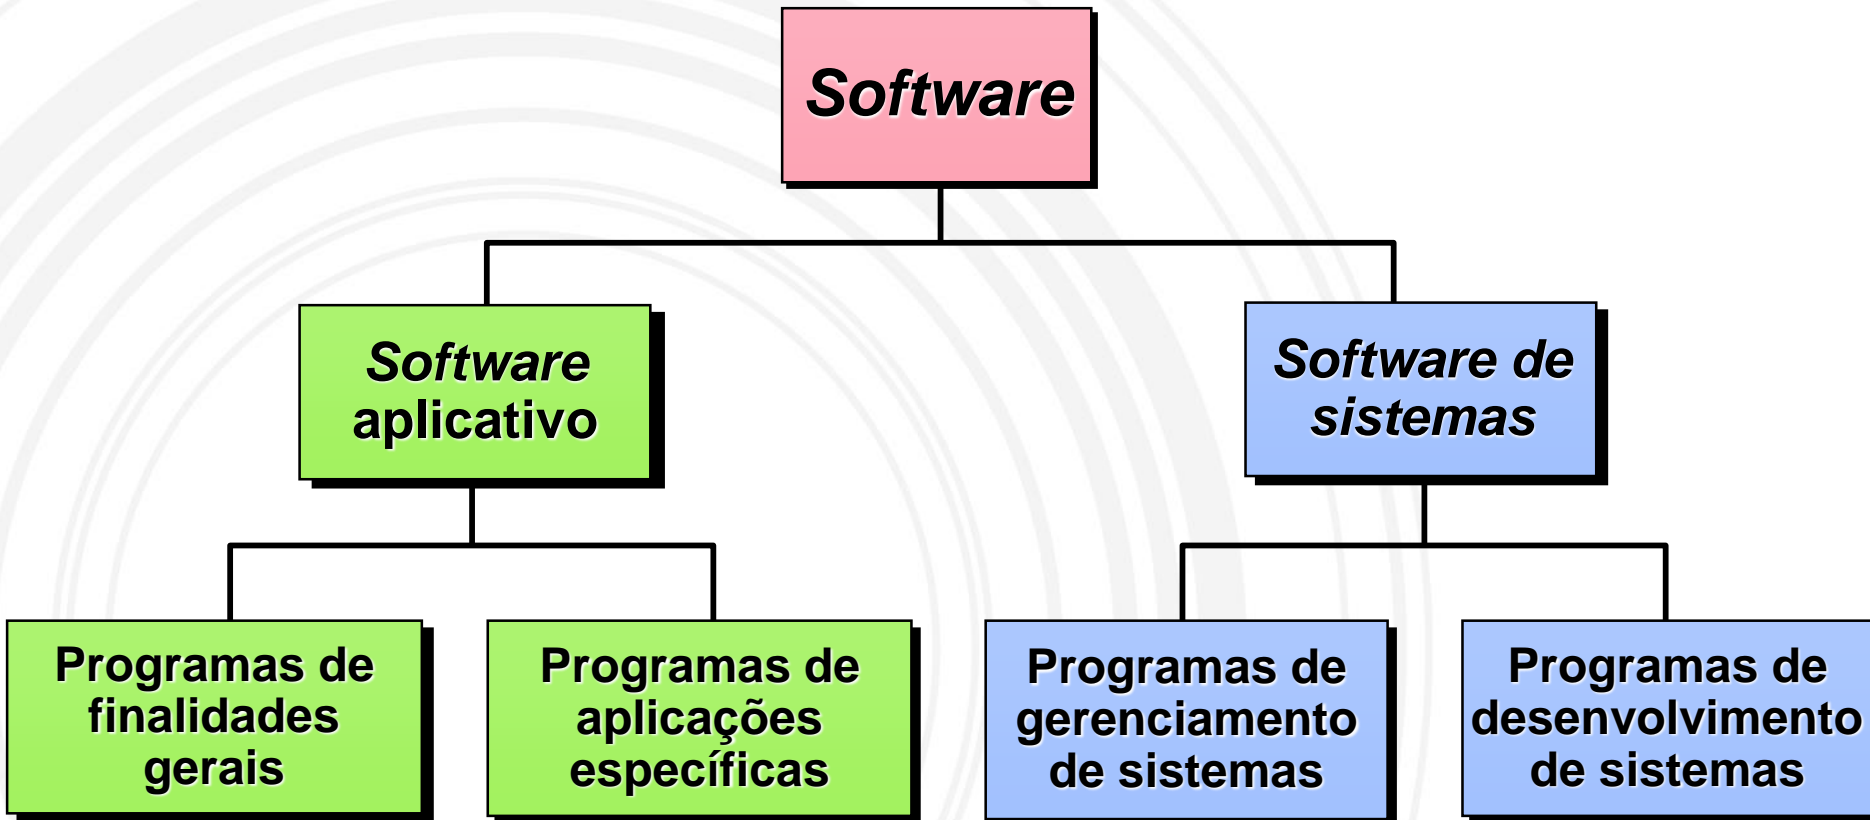 Software
Software
aplicativo
Software de
sistemas
Programas de
finalidades
gerais
Programas de
aplicações
específicas
Programas de
gerenciamento
de sistemas
Programas de
desenvolvimento
de sistemas